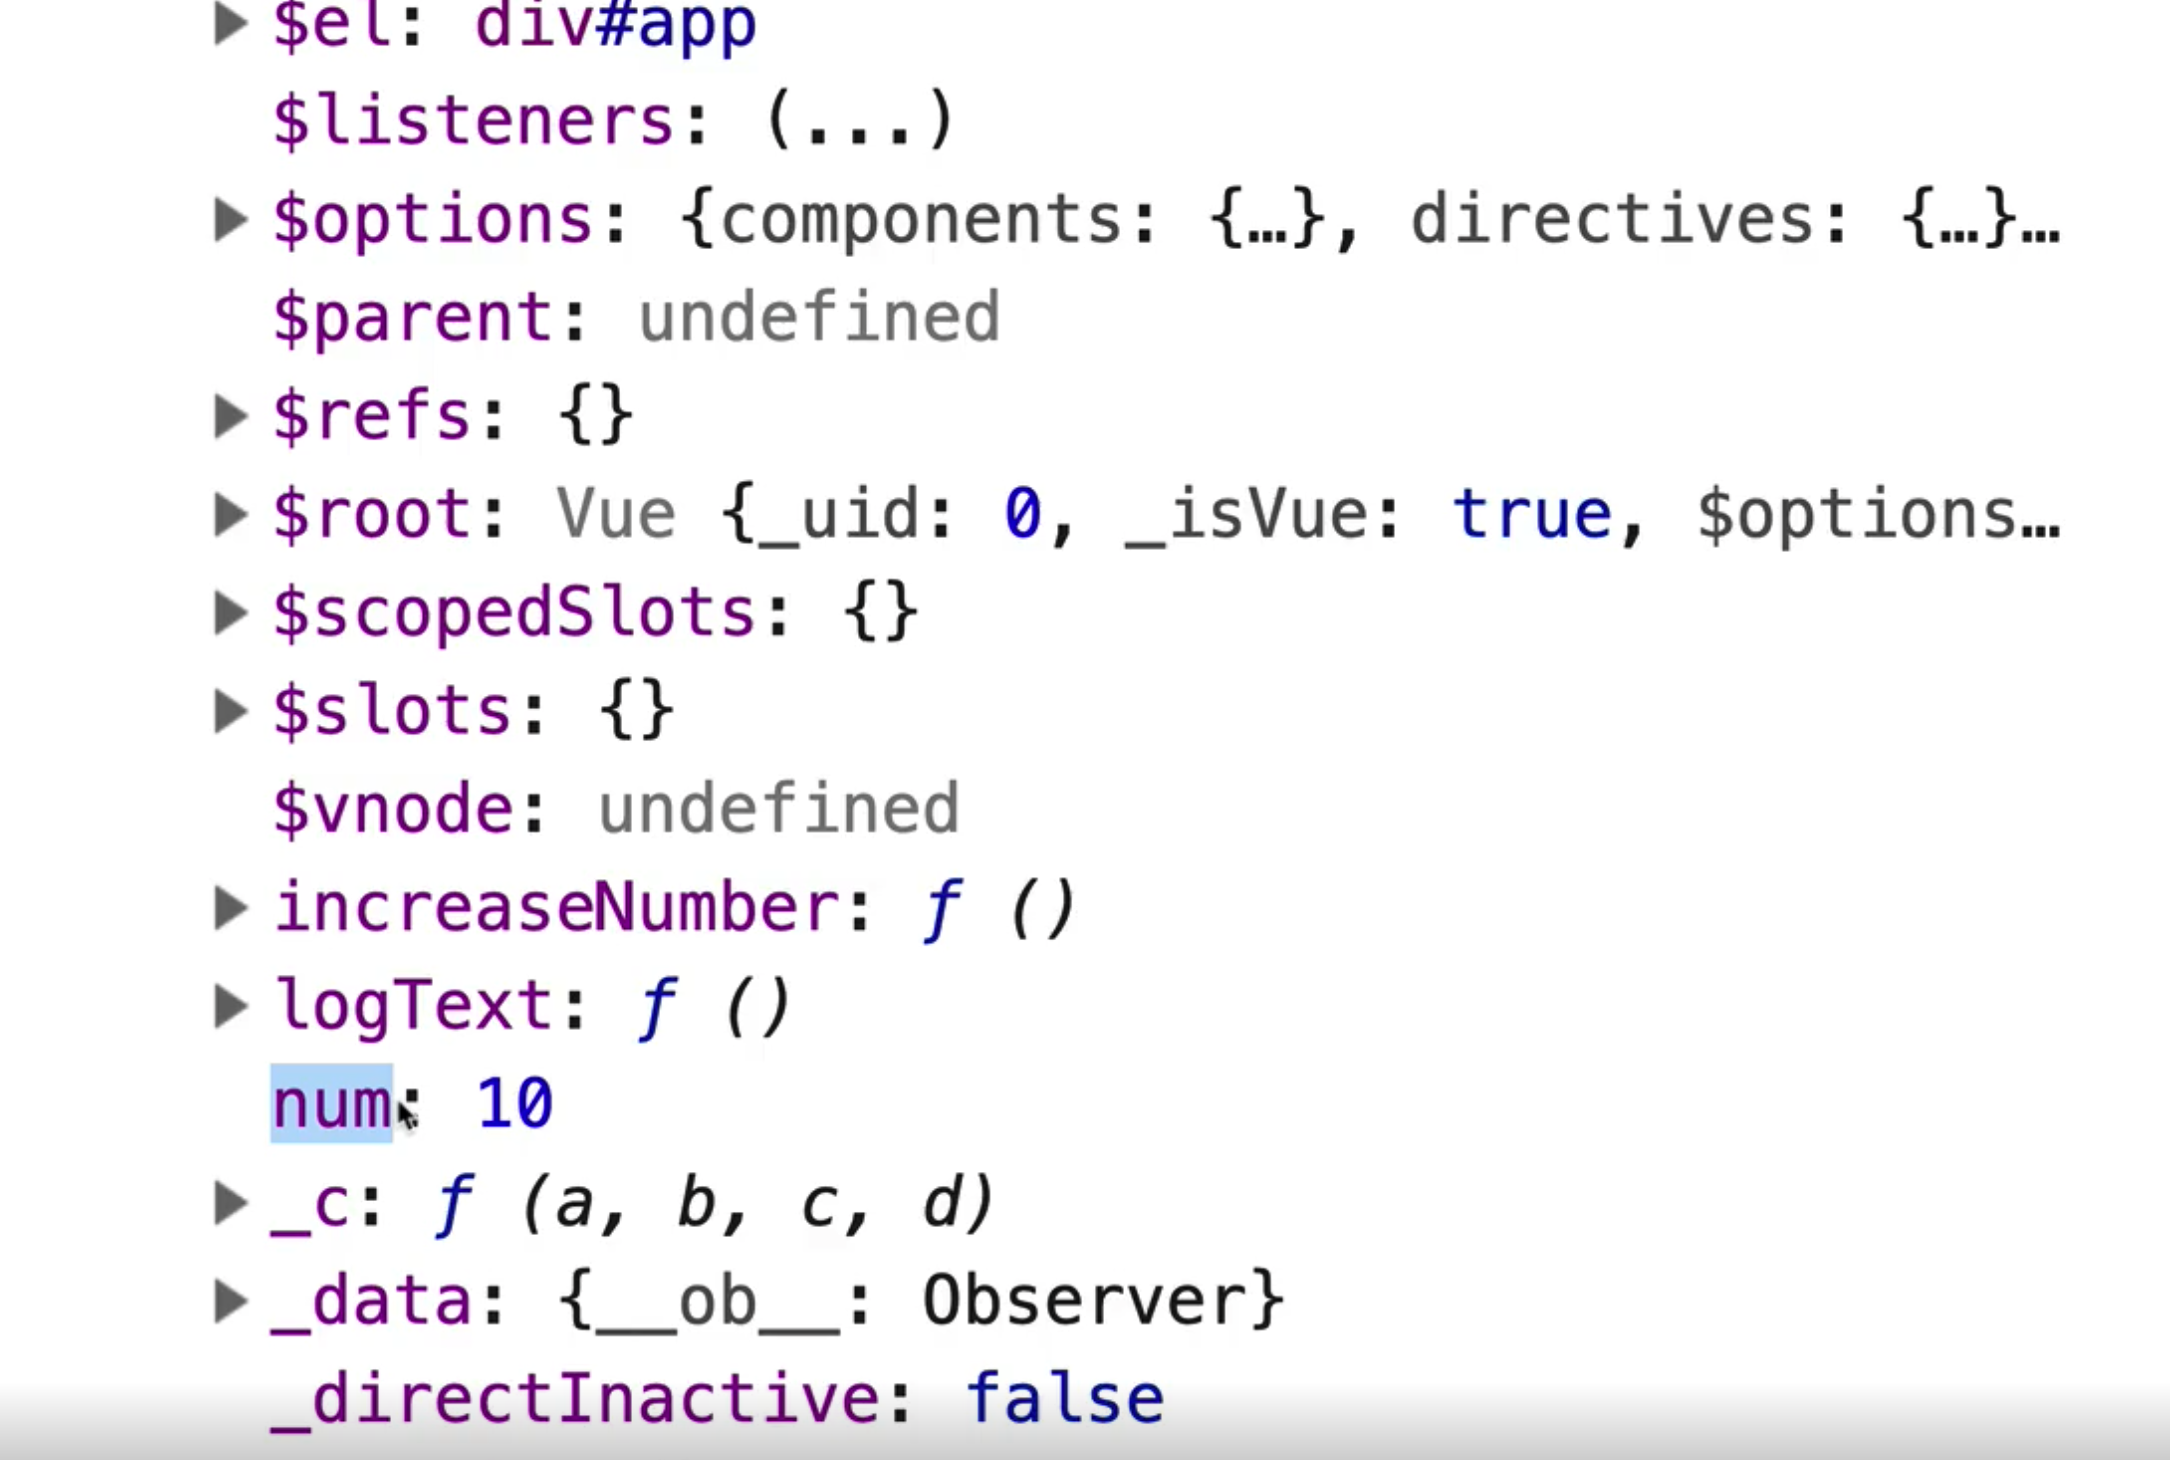 ▶ $el: div#app
$listeners: (...)
▶ $options: {components: {…}, directives: {…}…
$parent: undefined
▶ $refs: {}
▶ $root: Vue {_uid: 0, _isVue: true, $options…
▶ $scopedSlots: {}
▶ $slots: {}
$vnode: undefined
▶ increaseNumber: ƒ ()
▶ logText: ƒ ()
num: 10
▶ _c: ƒ (a, b, c, d)
▶ _data: {__ob__: Observer}
_directInactive: false